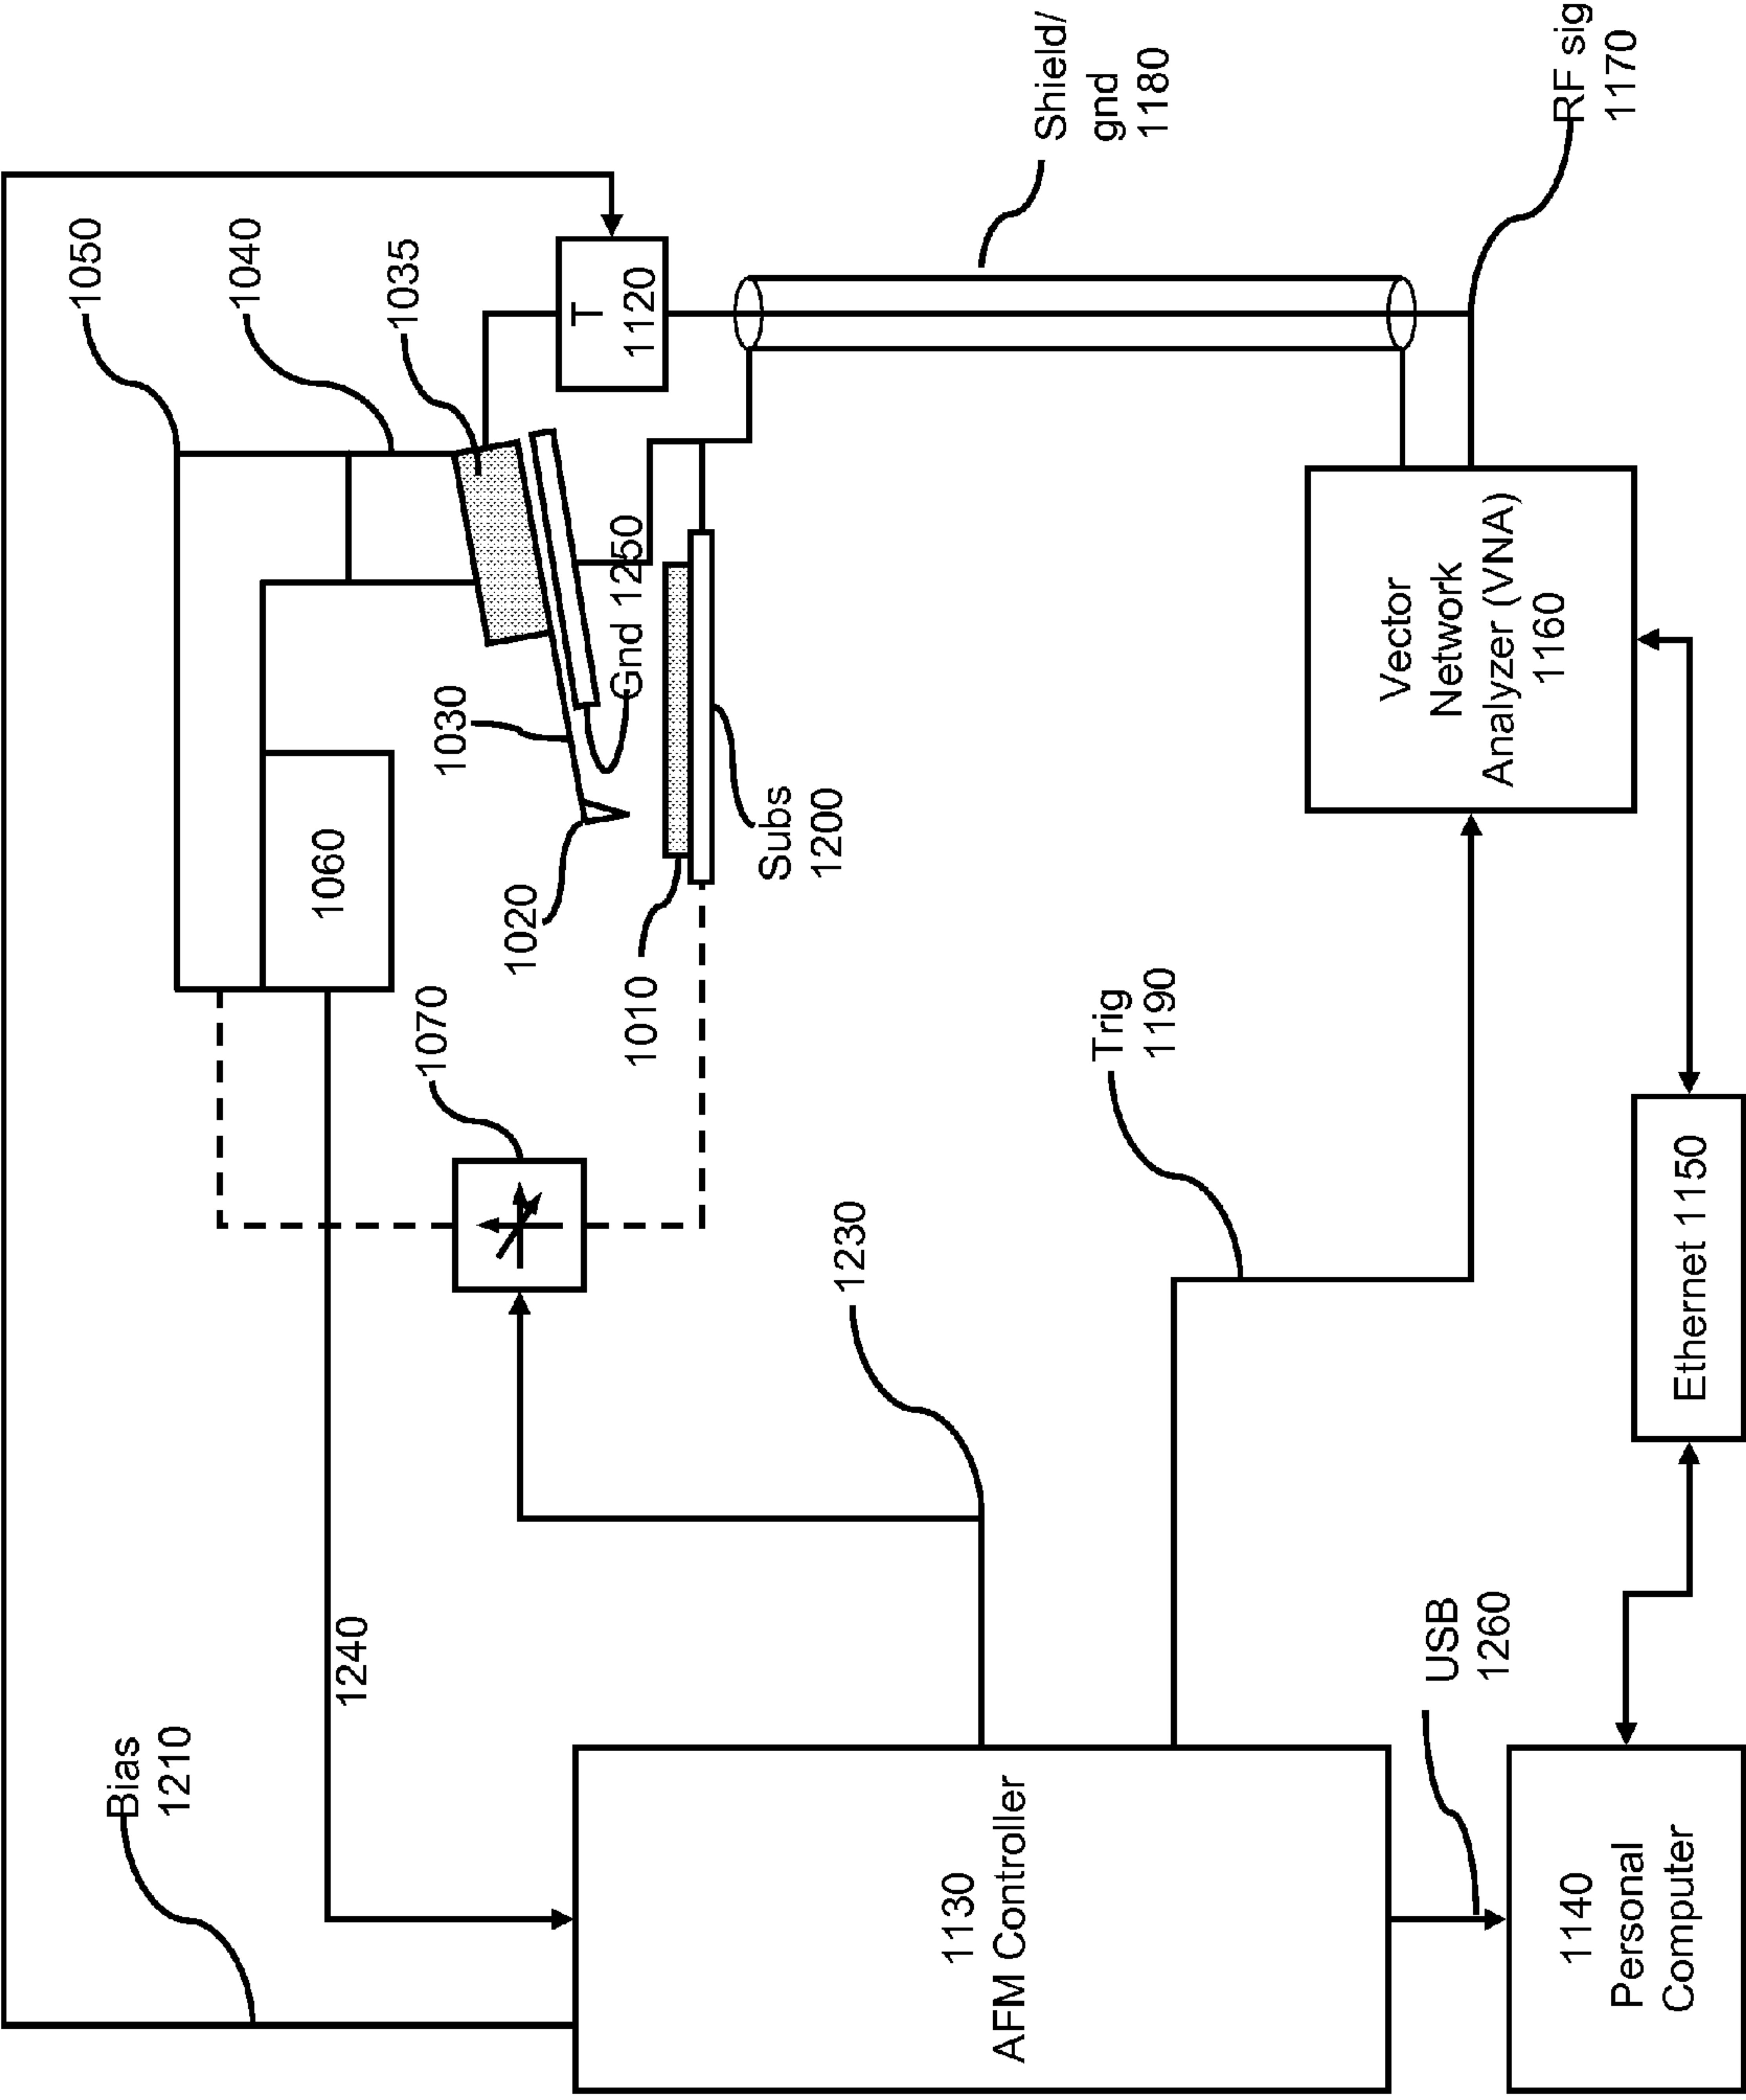 Bias
1210
1240
1050
1040
1035
1060
1030
1020
1070
1010
Gnd 1250
T
1120
Subs
1200
Shield/
gnd
1180
1230
Trig
1190
1130
AFM Controller
USB
1260
1140
Personal
Computer
Ethernet 1150
Vector
Network
Analyzer (VNA)
1160
RF sig
1170